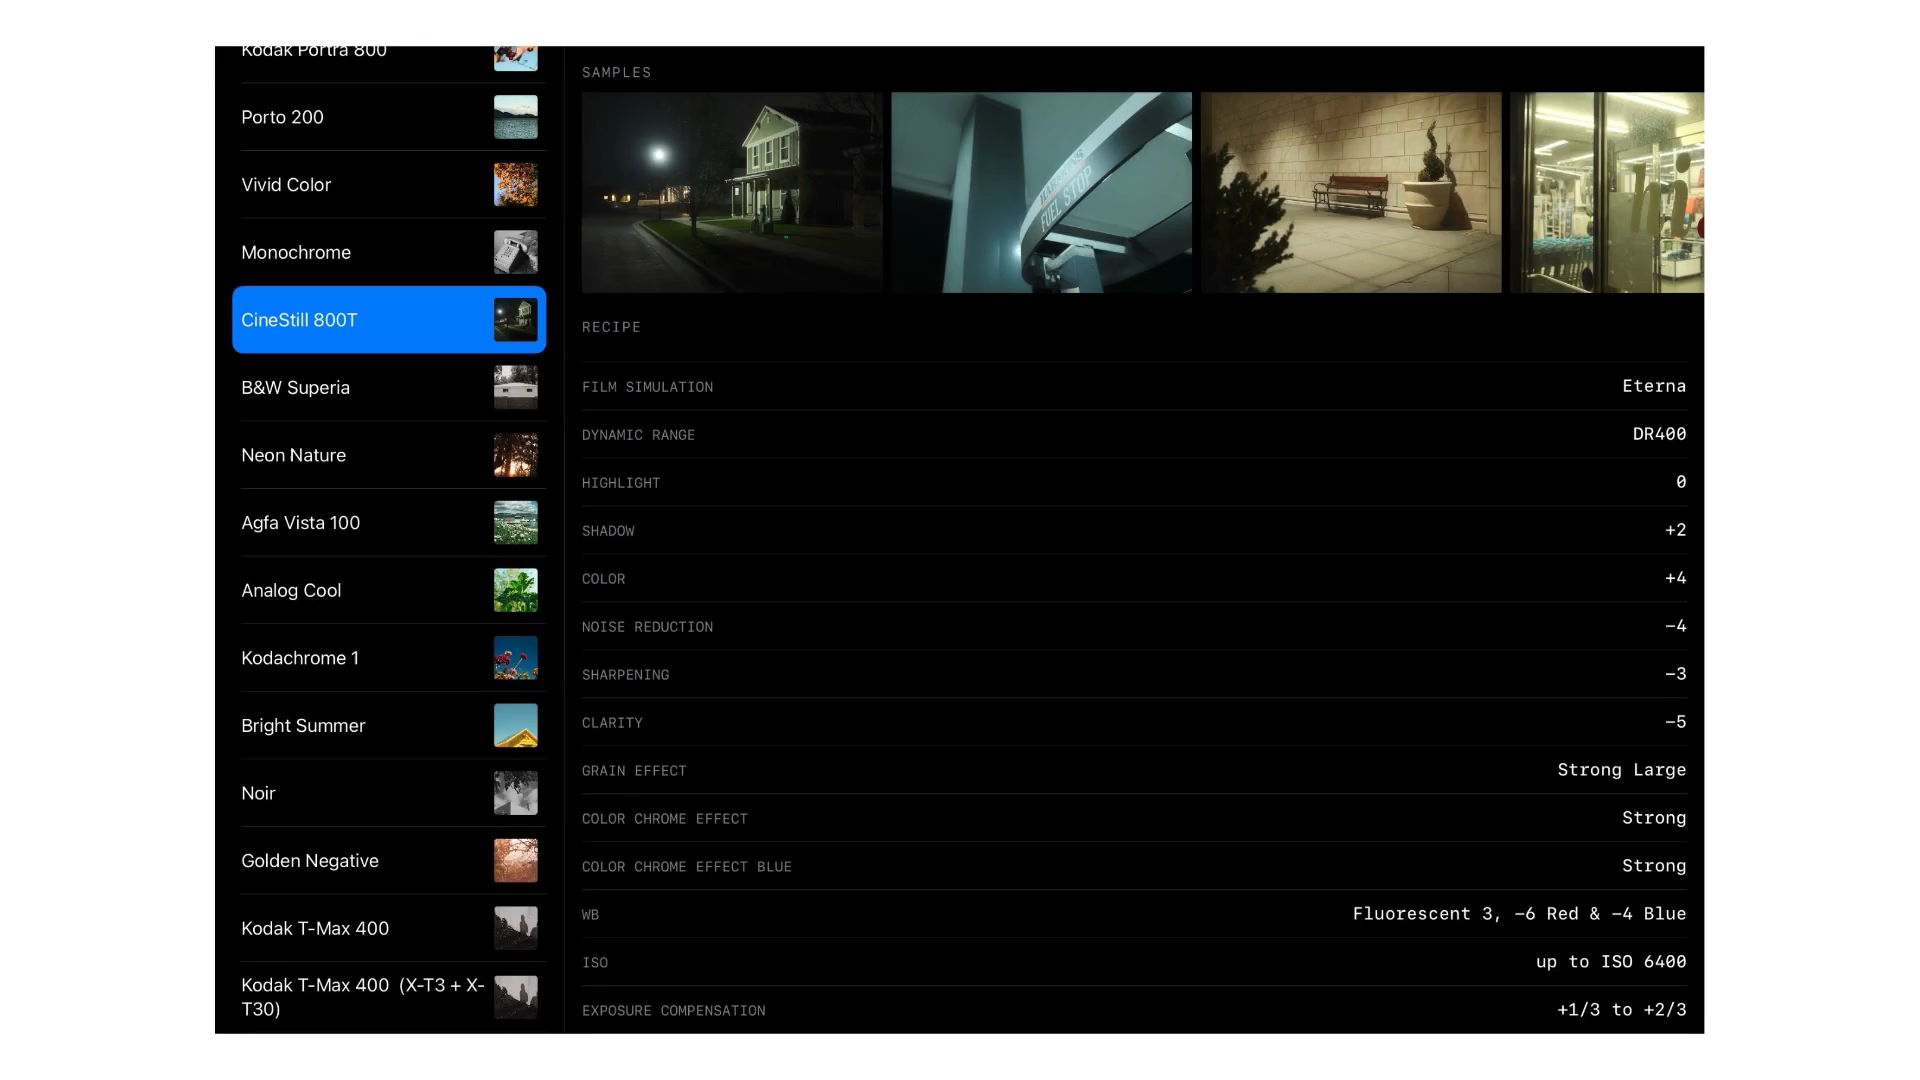 Kodak Portra 800
Porto 200
Vivid Color
Monochrome
CineStill 800T
B&W Superia
Neon Nature
Agfa Vista 100
Analog Cool
Kodachrome 1
Bright Summer
Noir
Golden Negative
Kodak T-Max 400
Kodak T-Max 400 (X-T3 + X-
T30)
SAMPLES
FUEL STOP
RECIPE
FILM SIMULATION Eterna
DYNAMIC RANGE DR400
HIGHLIGHT 0
SHADOW +2
COLOR +4
NOISE REDUCTION −4
SHARPENING −3
CLARITY −5
GRAIN EFFECT Strong Large
COLOR CHROME EFFECT Strong
COLOR CHROME EFFECT BLUE Strong
WB Fluorescent 3, −6 Red & −4 Blue
ISO up to ISO 6400
EXPOSURE COMPENSATION +1/3 to +2/3